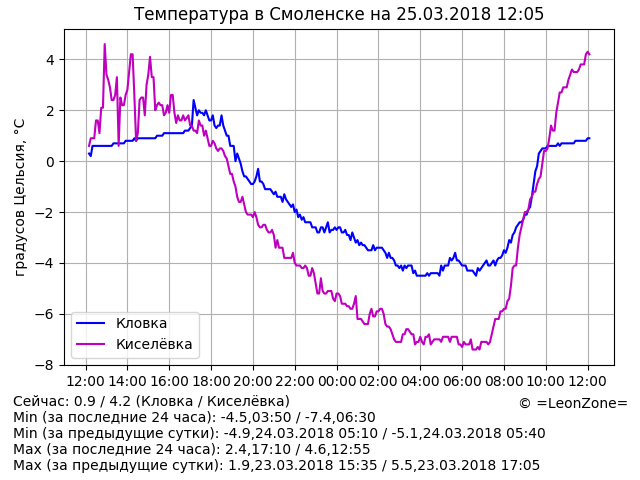 Температура в Смоленске на 25.03.2018 12:05
градусов Цельсия, °C
4
2
0
−2
−4
−6
−8
Кловка
Киселёвка
12:00 14:00 16:00 18:00 20:00 22:00 00:00 02:00 04:00 06:00 08:00 10:00 12:00
Сейчас: 0.9 / 4.2 (Кловка / Киселёвка)
© =LeonZone=
Min (за последние 24 часа): -4.5,03:50 / -7.4,06:30
Min (за предыдущие сутки): -4.9,24.03.2018 05:10 / -5.1,24.03.2018 05:40
Max (за последние 24 часа): 2.4,17:10 / 4.6,12:55
Max (за предыдущие сутки): 1.9,23.03.2018 15:35 / 5.5,23.03.2018 17:05